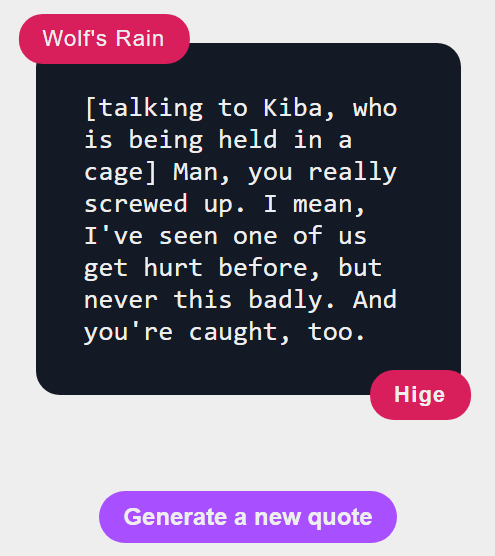 Wolf's Rain
[talking to Kiba, who
is being held in a
cage] Man, you really
screwed up. I mean,
I've seen one of us
get hurt before, but
never this badly. And
you're caught, too.
Hige
Generate a new quote